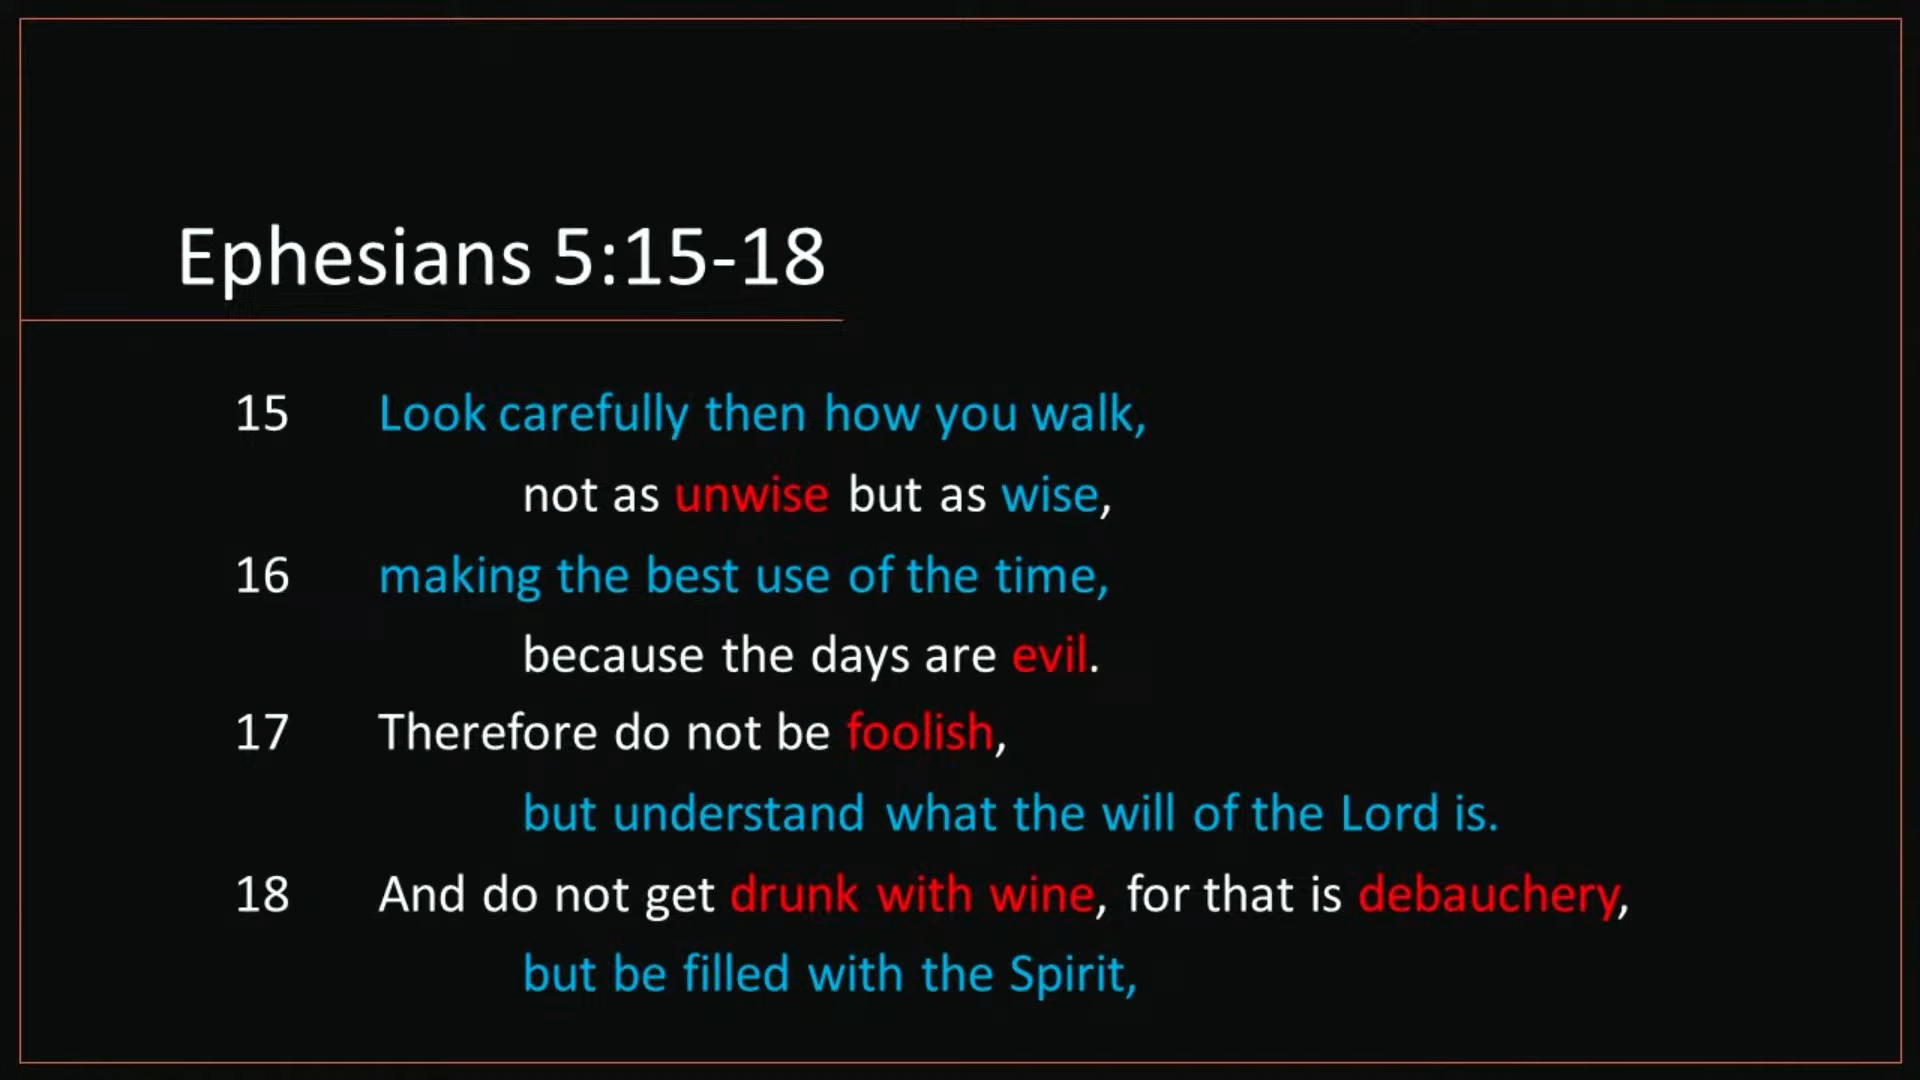 Ephesians 5:15-18
15 Look carefully then how you walk,
not as unwise but as wise,
16 making the best use of the time,
because the days are evil.
17 Therefore do not be foolish,
but understand what the will of the Lord is.
18 And do not get drunk with wine, for that is debauchery,
but be filled with the Spirit,